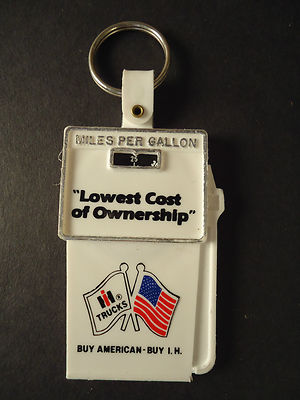 MILES PER GALLON
"Lowest Cost
of Ownership"
IH ®
TRUCKS
BUY AMERICAN - BUY I.H.